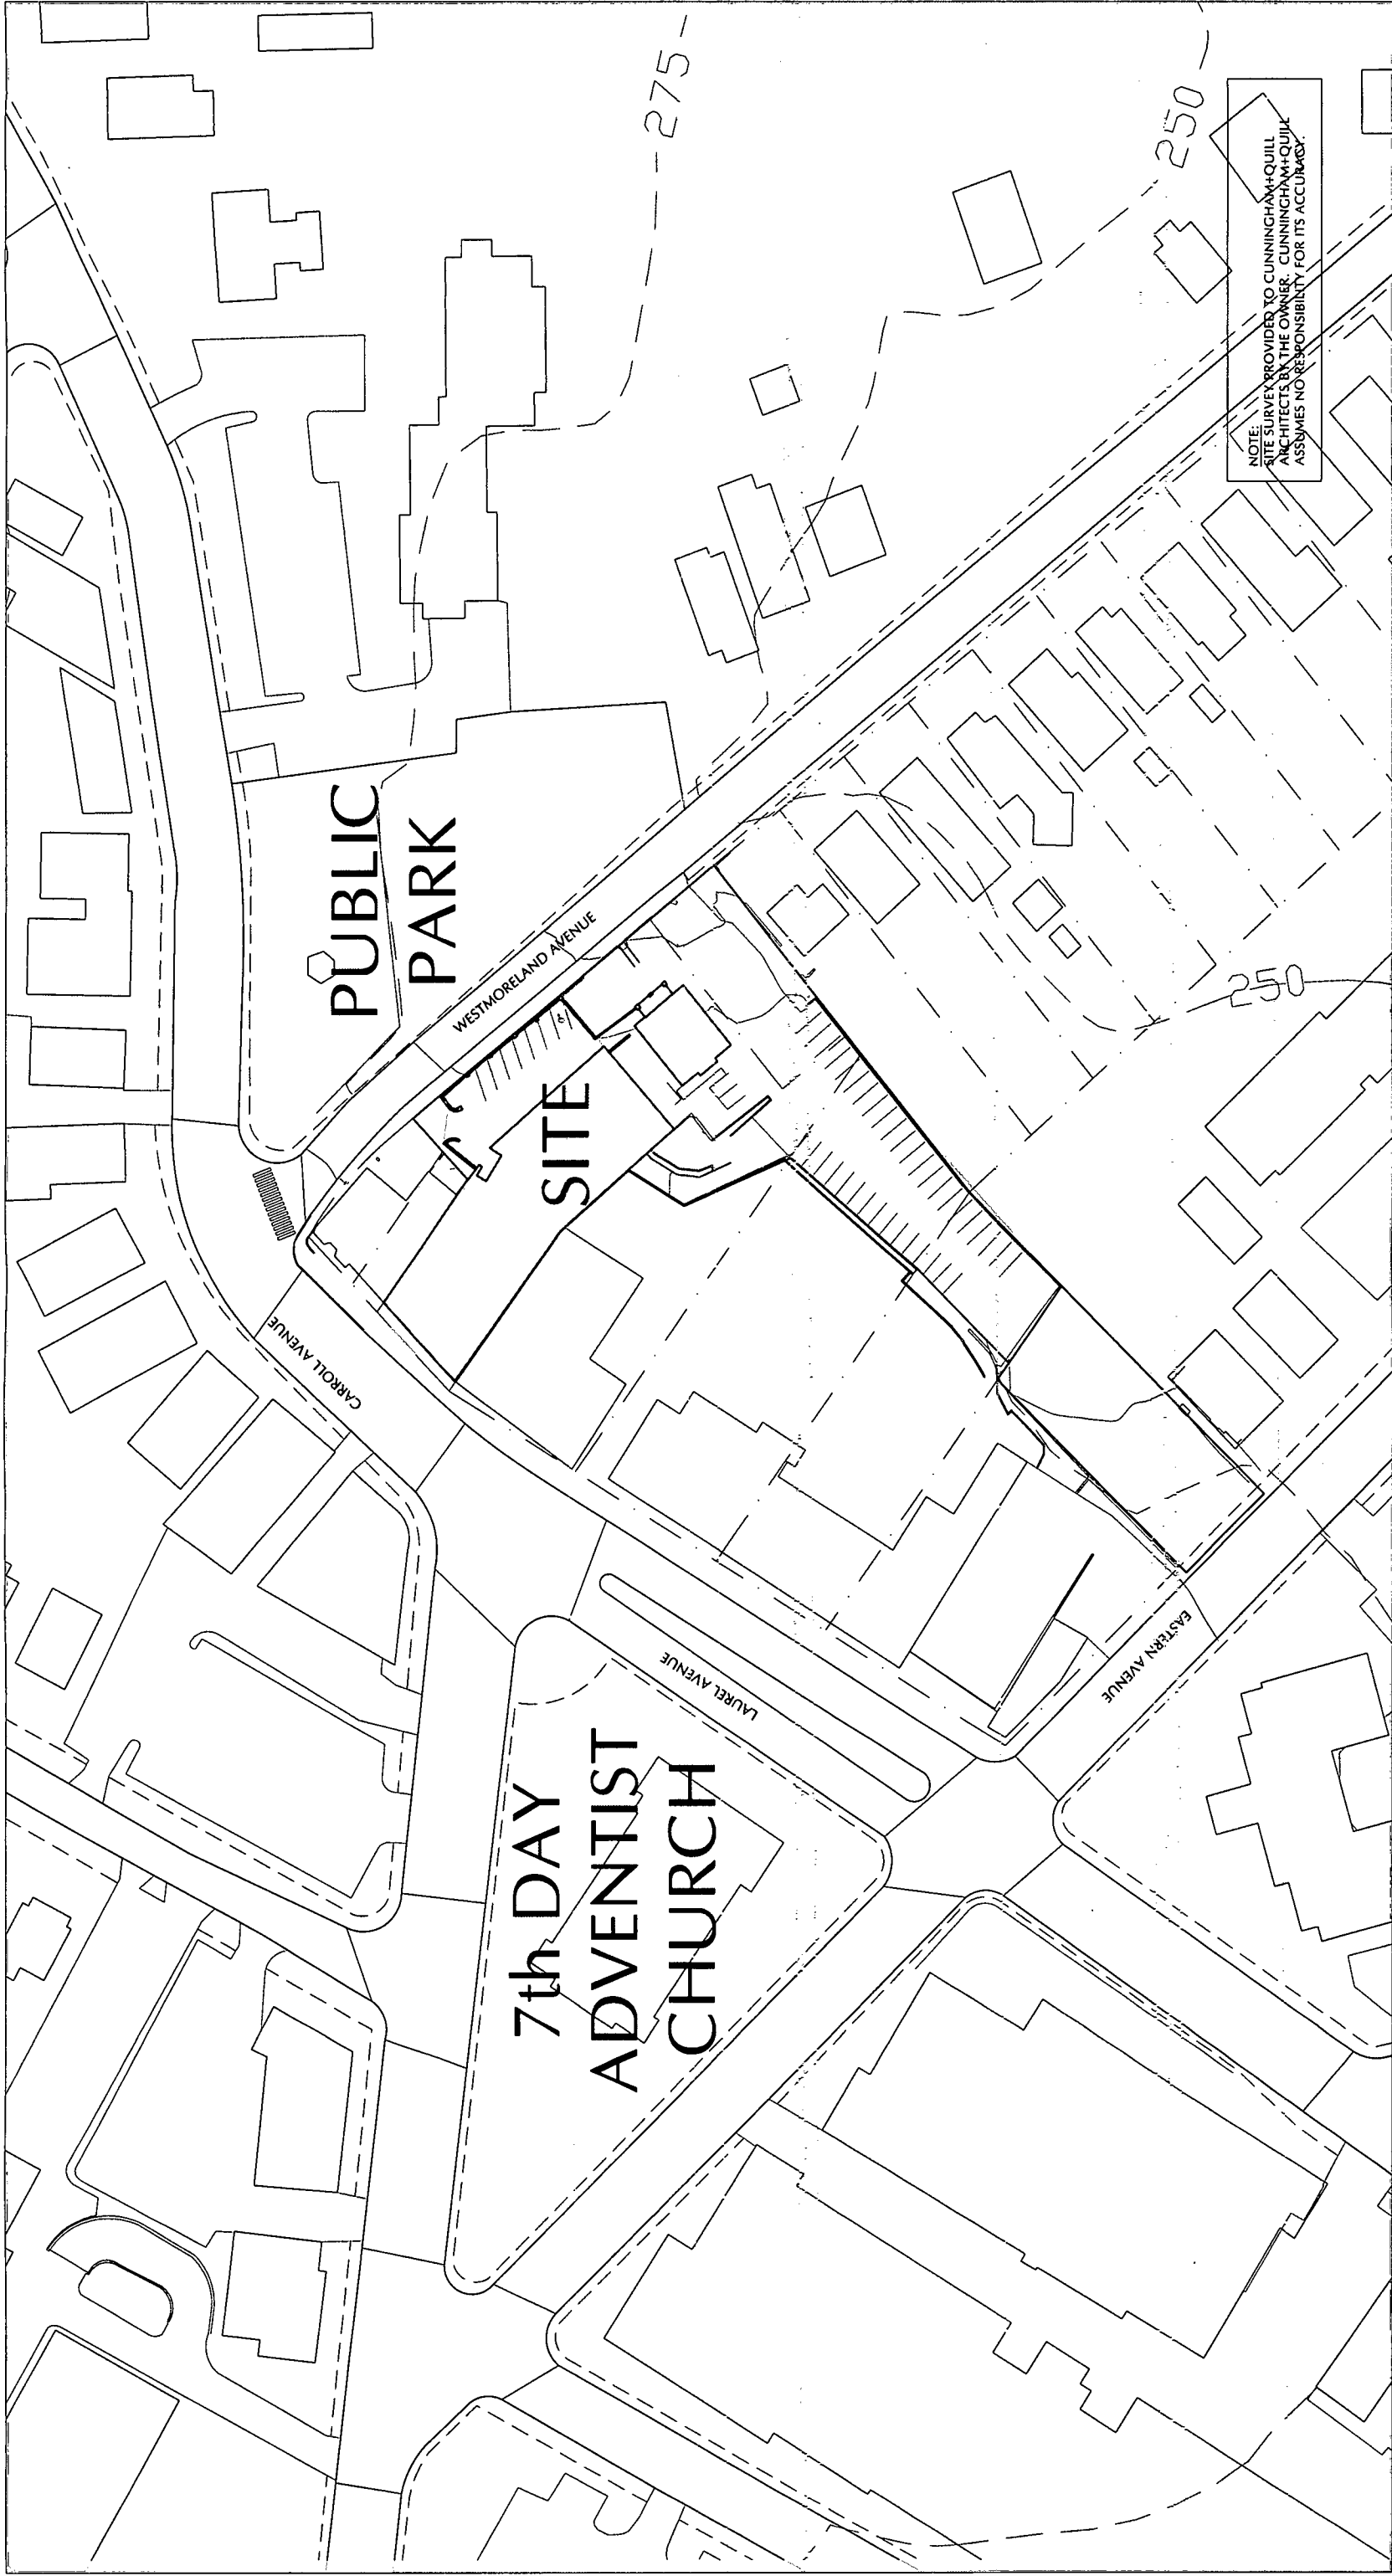 7th DAY
ADVENTIST
CHURCH
PUBLIC
PARK
SITE
CARROLL AVENUE
WESTMORELAND AVENUE
LAUREL AVENUE
EASTERN AVENUE
275
250
250
NOTE:
SITE SURVEY PROVIDED TO CUNNINGHAM+QUILL
ARCHITECTS BY THE OWNER. CUNNINGHAM+QUILL
ASSUMES NO RESPONSIBILITY FOR ITS ACCURACY.